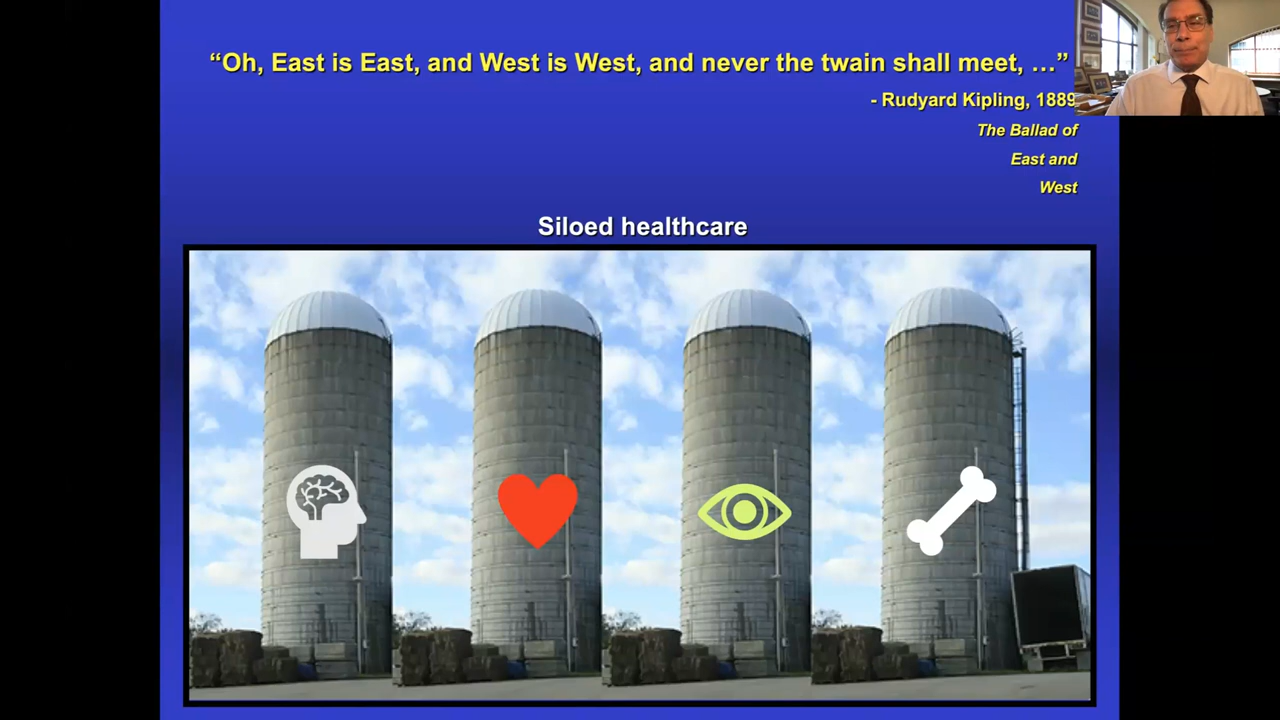 “Oh, East is East, and West is West, and never the twain shall meet, …”
- Rudyard Kipling, 1889
The Ballad of
East and
West
Siloed healthcare